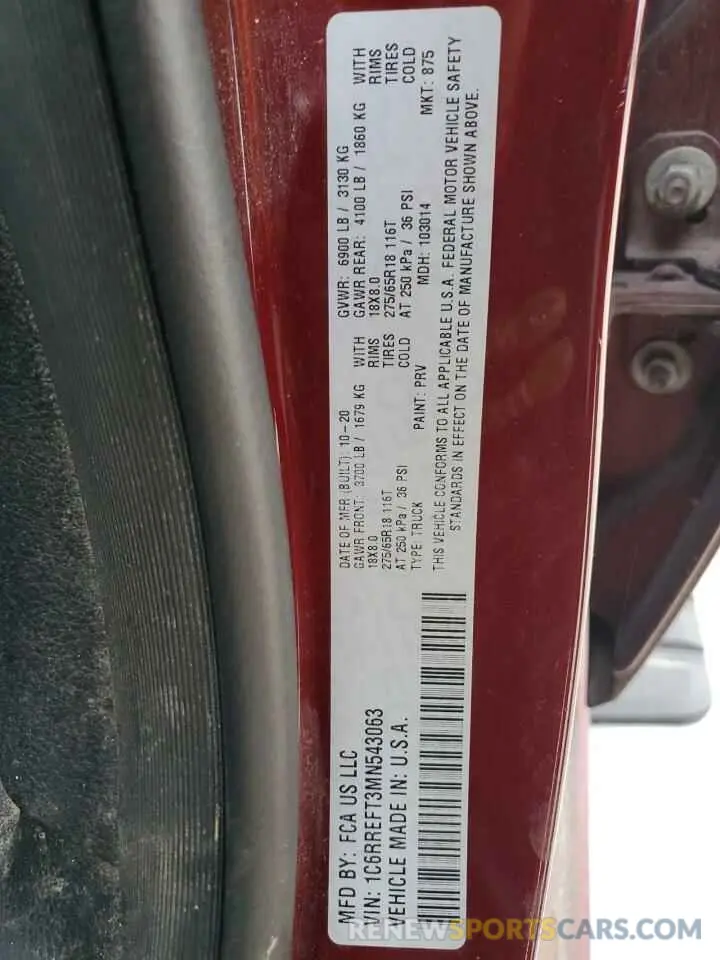 MFD BY: FCA US LLC
VIN: 1C6RREFT3MN543063
VEHICLE MADE IN: U.S.A.
DATE OF MFR (BUILT): 10-20
GAWR FRONT: 3700 LB / 1679 KG WITH
18X8.0 RIMS
275/65R18 116T TIRES
AT 250 kPa / 36 PSI COLD
TYPE: TRUCK PAINT: PRV
GVWR: 6900 LB / 3130 KG
GAWR REAR: 4100 LB / 1860 KG WITH
18X8.0 RIMS
275/65R18 116T TIRES
AT 250 kPa / 36 PSI COLD
MDH: 103014 MKT: 875
THIS VEHICLE CONFORMS TO ALL APPLICABLE U.S.A. FEDERAL MOTOR VEHICLE SAFETY
STANDARDS IN EFFECT ON THE DATE OF MANUFACTURE SHOWN ABOVE.
RENEWSPORTSCARS.COM